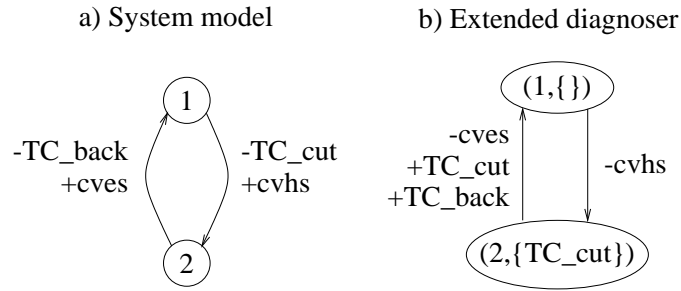 a) System model
b) Extended diagnoser
1
-TC_back
+cves
-TC_cut
+cvhs
2
(1,{})
-cves
+TC_cut
+TC_back
-cvhs
(2,{TC_cut})